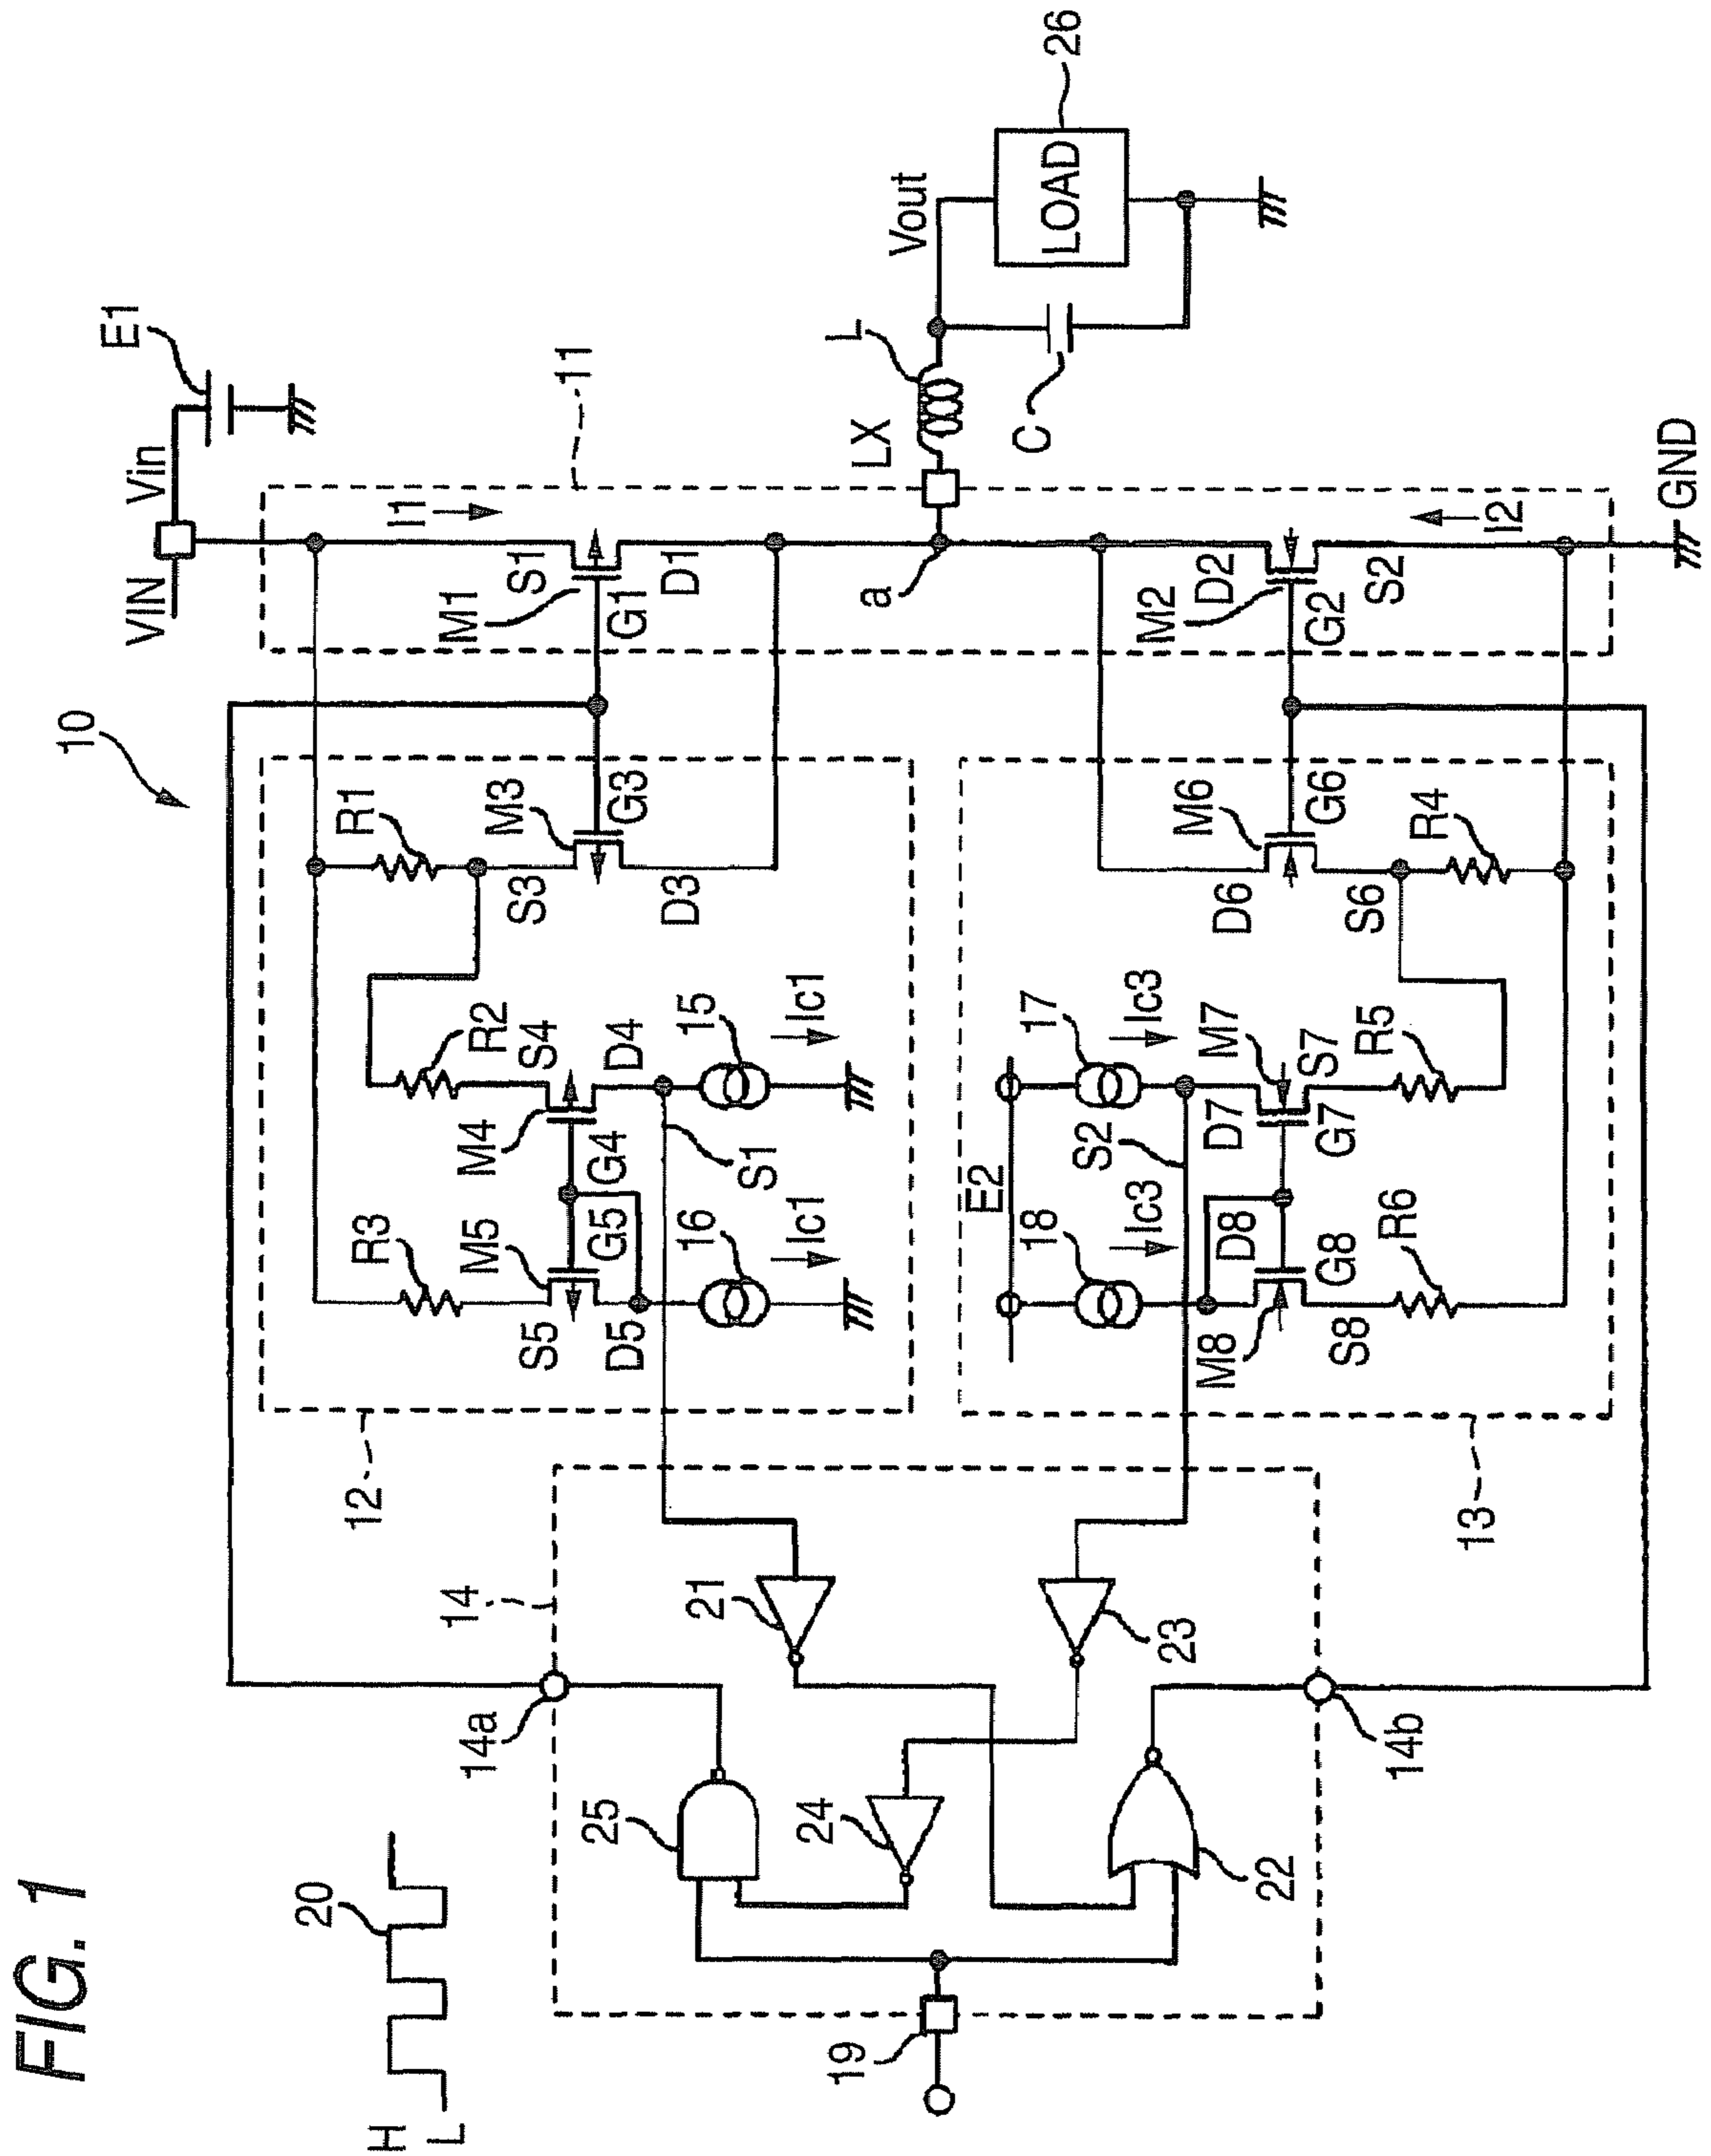 FIG. 1
10
VIN
Vin
E1
H
L
20
14a
14
12
R3
R2
R1
I1
11
S5
M5
M4
S4
S3
M3
M1
S1
G5
G4
G3
G1
D5
D4
D3
D1
16
15
S1
Ic1
Ic1
25
21
24
19
a
LX
L
Vout
C
LOAD
26
E2
18
17
S2
Ic3
Ic3
23
22
D8
D7
M7
D6
M6
D2
M2
M8
G8
G7
G6
G2
S8
S7
S6
S2
R6
R5
R4
I2
14b
13
GND